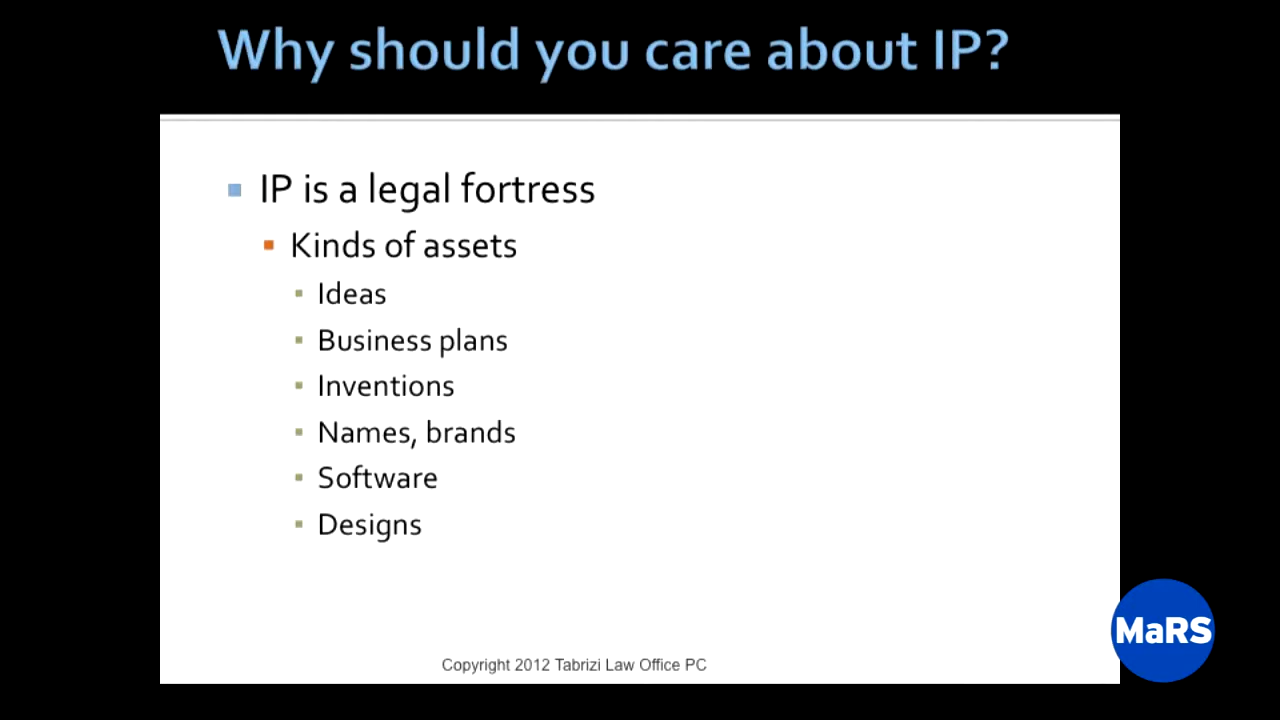 Why should you care about IP?
IP is a legal fortress
Kinds of assets
Ideas
Business plans
Inventions
Names, brands
Software
Designs
MaRS
Copyright 2012 Tabrizi Law Office PC